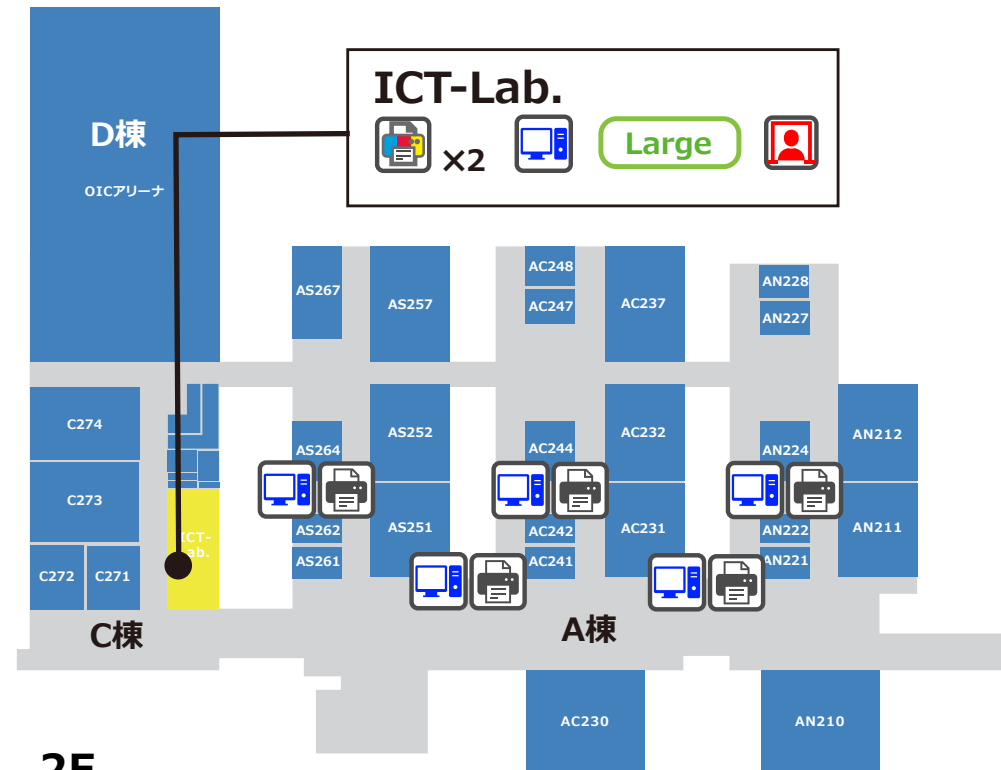 ICT-Lab.
×2
Large
D棟
OICアリーナ
AS267
AS257
AC248
AC247
AC237
AN228
AN227
C274
C273
C272
C271
ICT-
Lab.
AS264
AS252
AS262
AS251
AS261
AC244
AC232
AC242
AC231
AC241
AN224
AN212
AN222
AN211
AN221
C棟
A棟
AC230
AN210
2F